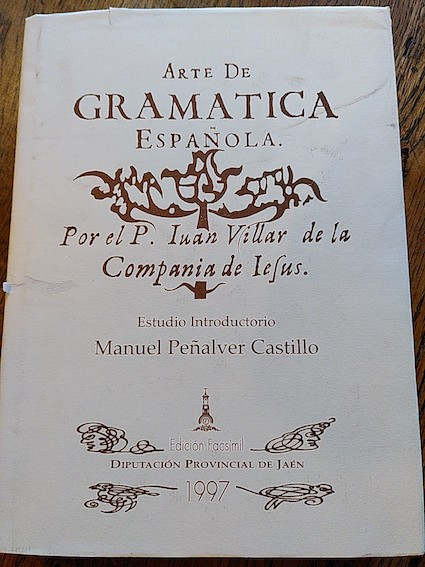 ARTE DE
GRAMATICA
ESPAÑOLA.
Por el P. Iuan Villar de la
Compania de Iesus.
Estudio Introductorio
Manuel Peñalver Castillo
Edición Facsímil
DIPUTACIÓN PROVINCIAL DE JAÉN
1997